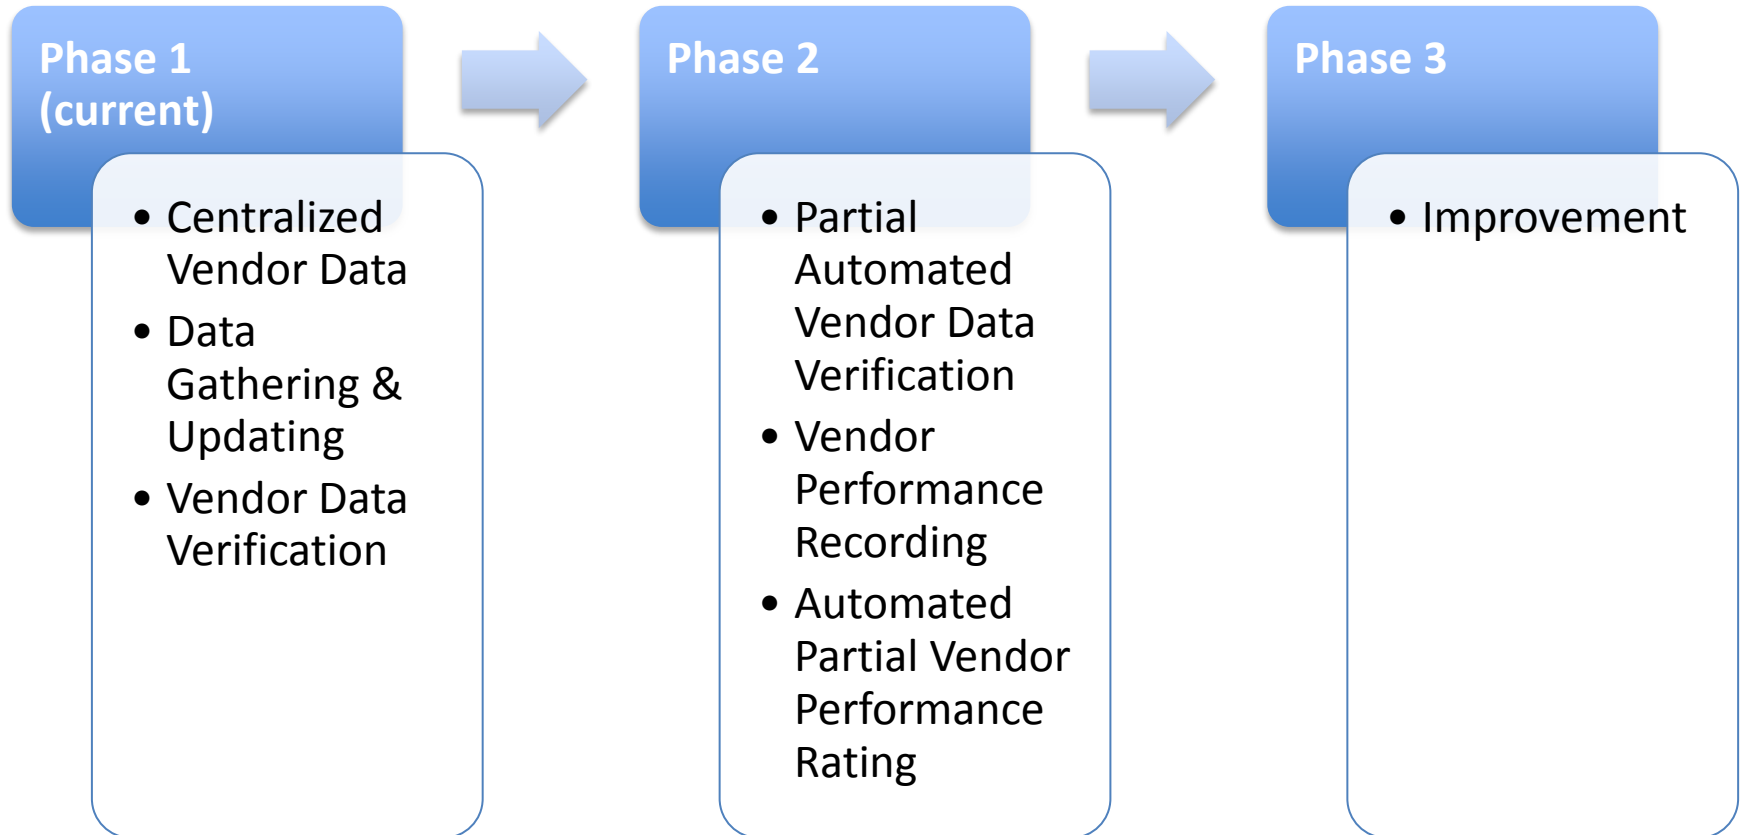 Phase 1
(current)
• Centralized
Vendor Data
• Data
Gathering &
Updating
• Vendor Data
Verification
Phase 2
• Partial
Automated
Vendor Data
Verification
• Vendor
Performance
Recording
• Automated
Partial Vendor
Performance
Rating
Phase 3
• Improvement